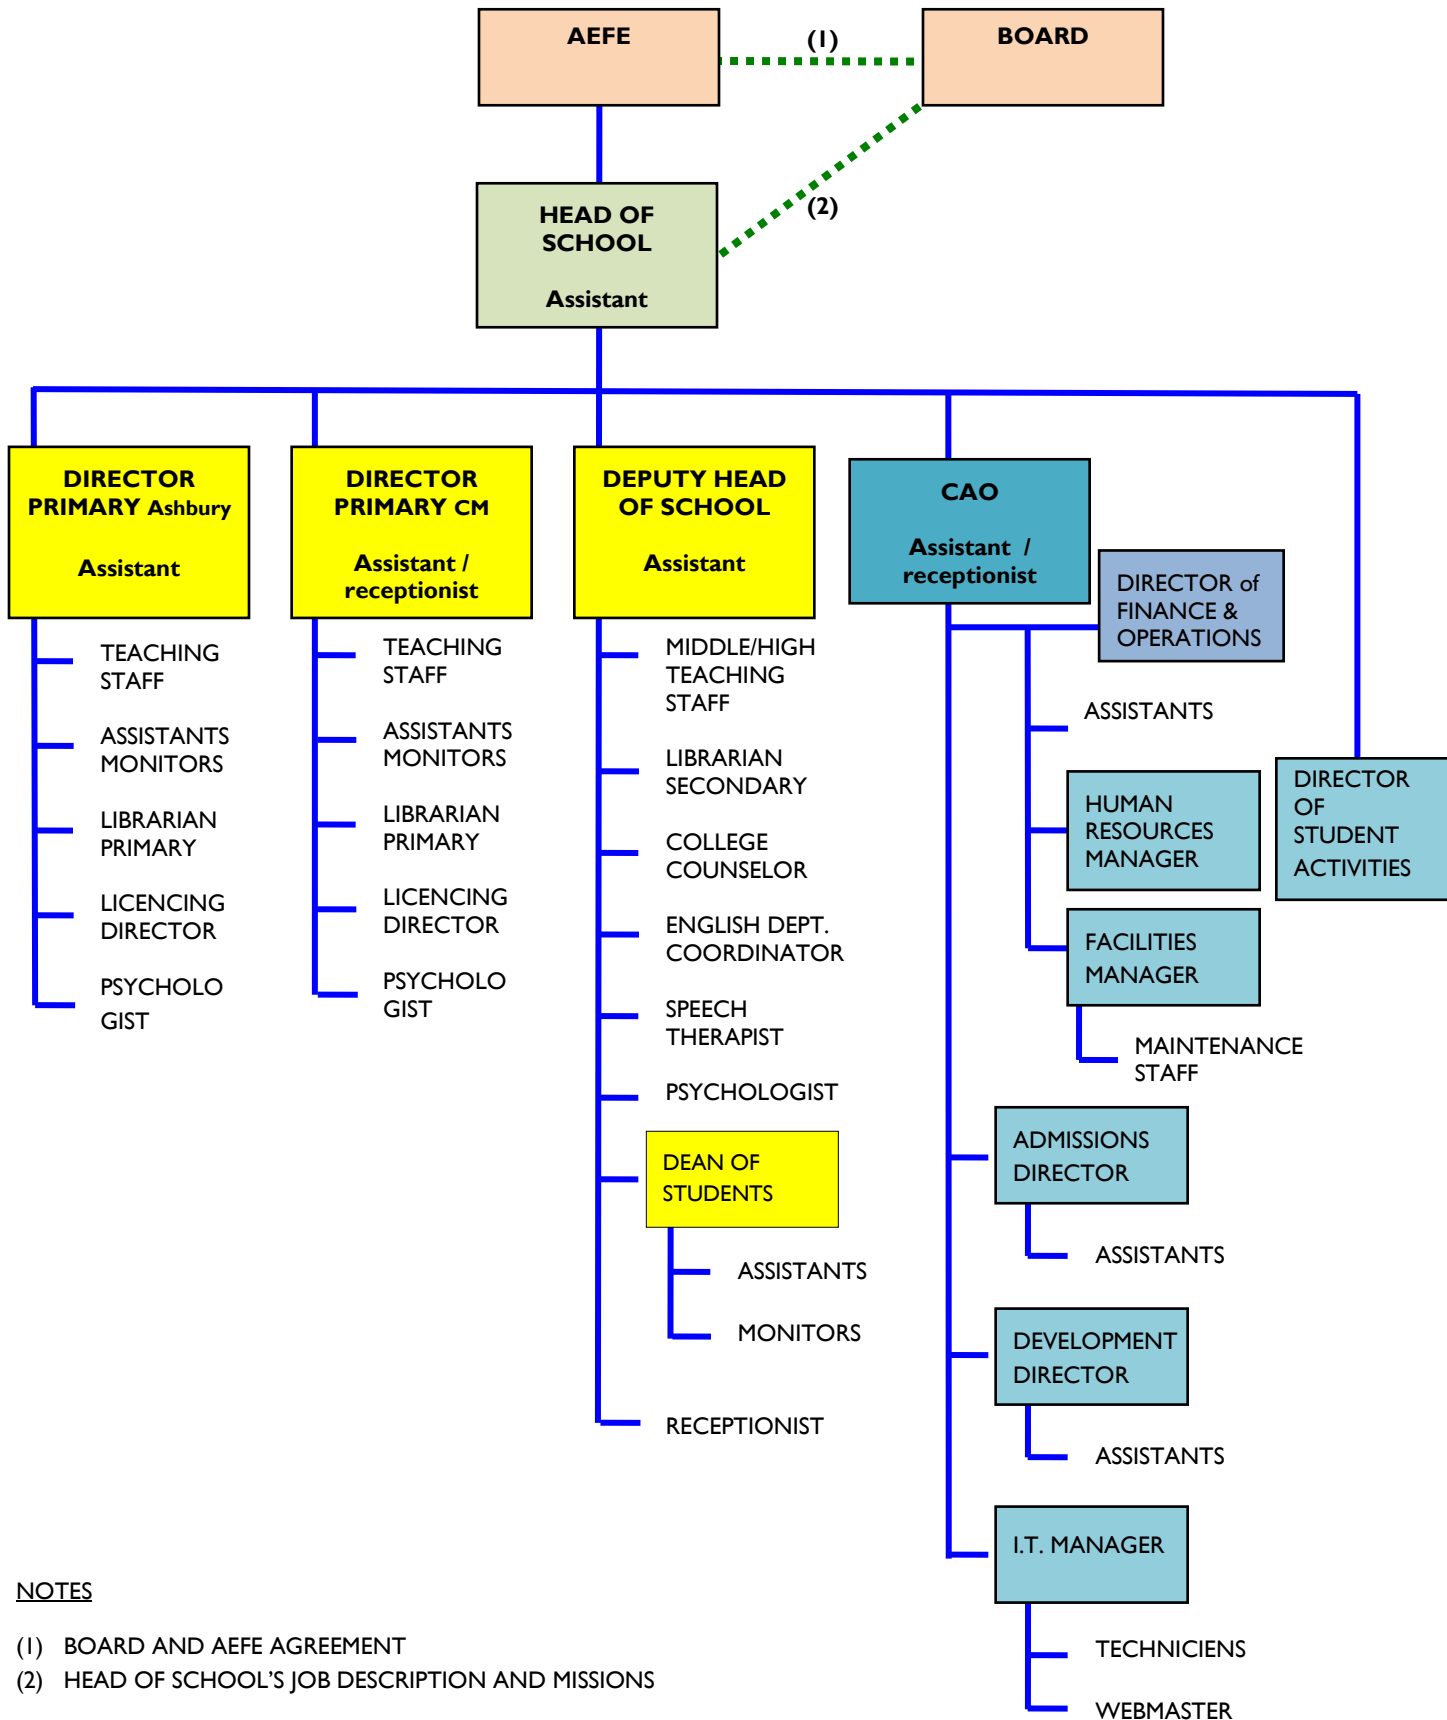 AEFE
(1)
BOARD
(2)
HEAD OF
SCHOOL
Assistant
DIRECTOR
PRIMARY Ashbury
Assistant
TEACHING
STAFF
ASSISTANTS
MONITORS
LIBRARIAN
PRIMARY
LICENCING
DIRECTOR
PSYCHOLO
GIST
DIRECTOR
PRIMARY CM
Assistant /
receptionist
TEACHING
STAFF
ASSISTANTS
MONITORS
LIBRARIAN
PRIMARY
LICENCING
DIRECTOR
PSYCHOLO
GIST
DEPUTY HEAD
OF SCHOOL
Assistant
MIDDLE/HIGH
TEACHING
STAFF
LIBRARIAN
SECONDARY
COLLEGE
COUNSELOR
ENGLISH DEPT.
COORDINATOR
SPEECH
THERAPIST
PSYCHOLOGIST
DEAN OF
STUDENTS
ASSISTANTS
MONITORS
RECEPTIONIST
CAO
Assistant /
receptionist
DIRECTOR of
FINANCE &
OPERATIONS
ASSISTANTS
HUMAN
RESOURCES
MANAGER
FACILITIES
MANAGER
MAINTENANCE
STAFF
ADMISSIONS
DIRECTOR
ASSISTANTS
DEVELOPMENT
DIRECTOR
ASSISTANTS
I.T. MANAGER
TECHNICIENS
WEBMASTER
DIRECTOR
OF
STUDENT
ACTIVITIES
NOTES
(1) BOARD AND AEFE AGREEMENT
(2) HEAD OF SCHOOL'S JOB DESCRIPTION AND MISSIONS